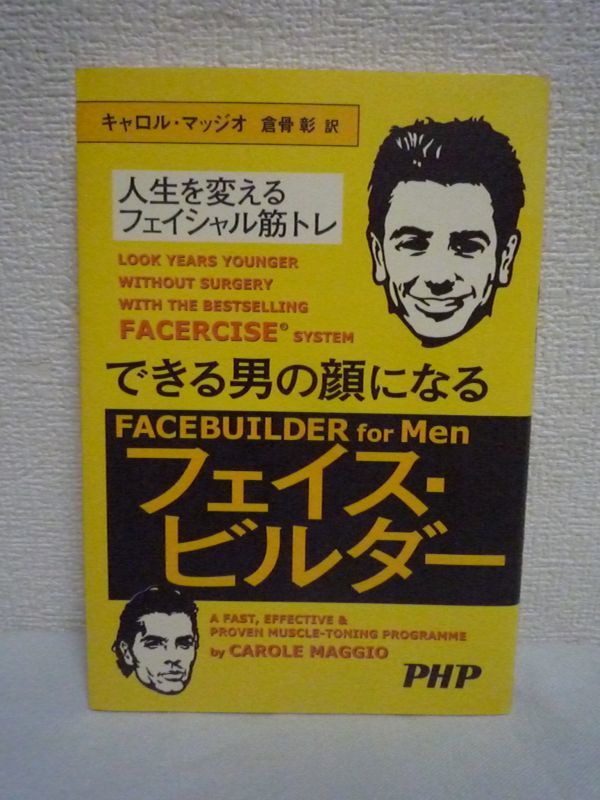 キャロル・マッジオ 倉骨 彰 訳
人生を変える
フェイシャル筋トレ
LOOK YEARS YOUNGER
WITHOUT SURGERY
WITH THE BESTSELLING
FACERCISE® SYSTEM
できる男の顔になる
FACEBUILDER for Men
フェイス・
ビルダー
A FAST, EFFECTIVE &
PROVEN MUSCLE-TONING PROGRAMME
by CAROLE MAGGIO
PHP